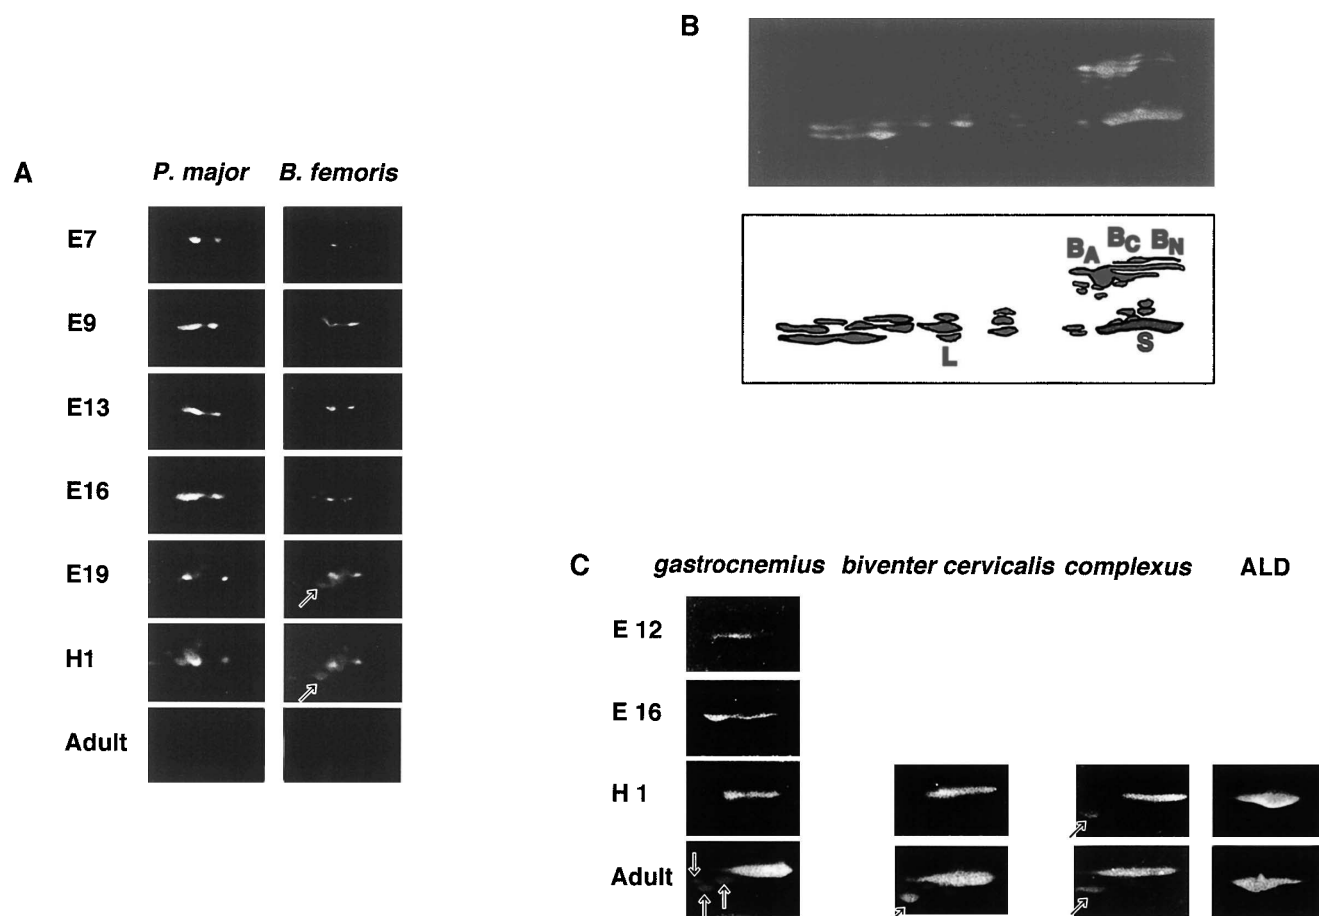 A
P. major
B. femoris
E7
E9
E13
E16
E19
H1
Adult
B
BA BC BN
L
S
C
gastrocnemius biventer cervicalis complexus ALD
E 12
E 16
H 1
Adult